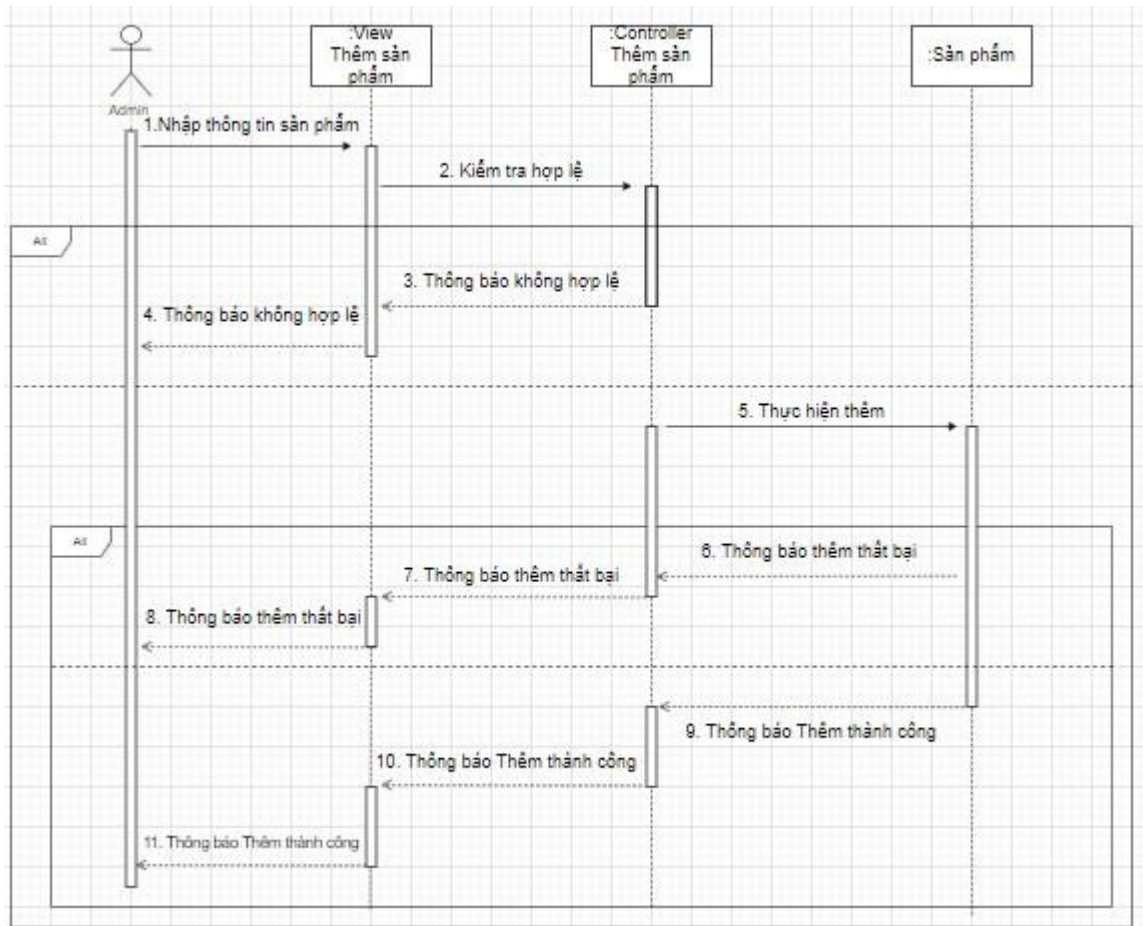 :View
Thêm sản
phẩm
:Controller
Thêm sản
phẩm
:Sản phẩm
Admin
1.Nhập thông tin sản phẩm
2. Kiểm tra hợp lệ
Alt
3. Thông báo không hợp lệ
4. Thông báo không hợp lệ
5. Thực hiện thêm
Alt
6. Thông báo thêm thất bại
7. Thông báo thêm thất bại
8. Thông báo thêm thất bại
9. Thông báo Thêm thành công
10. Thông báo Thêm thành công
11. Thông báo Thêm thành công